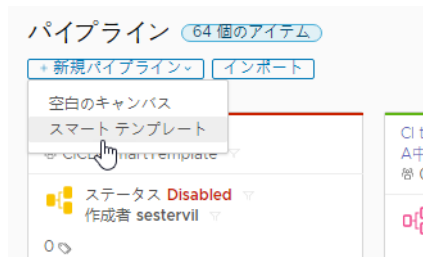 パイプライン 64 個のアイテム
+ 新規パイプライン インポート
空白のキャンバス
スマート テンプレート
CI
ステータス Disabled
作成者 sestervil
0